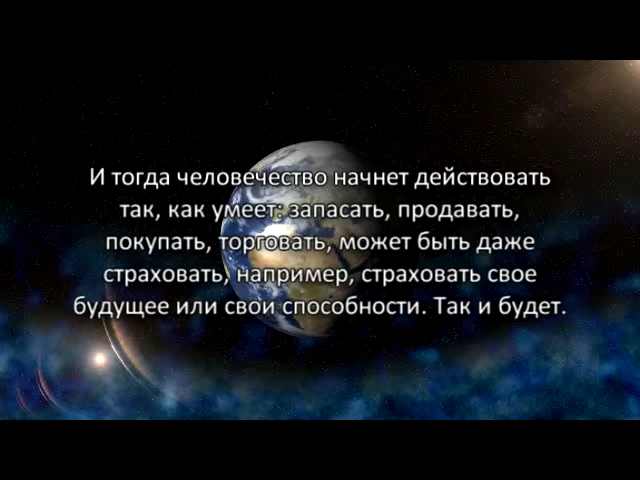 И тогда человечество начнет действовать
так, как умеет: запасать, продавать,
покупать, торговать, может быть даже
страховать, например, страховать свое
будущее или свои способности. Так и будет.